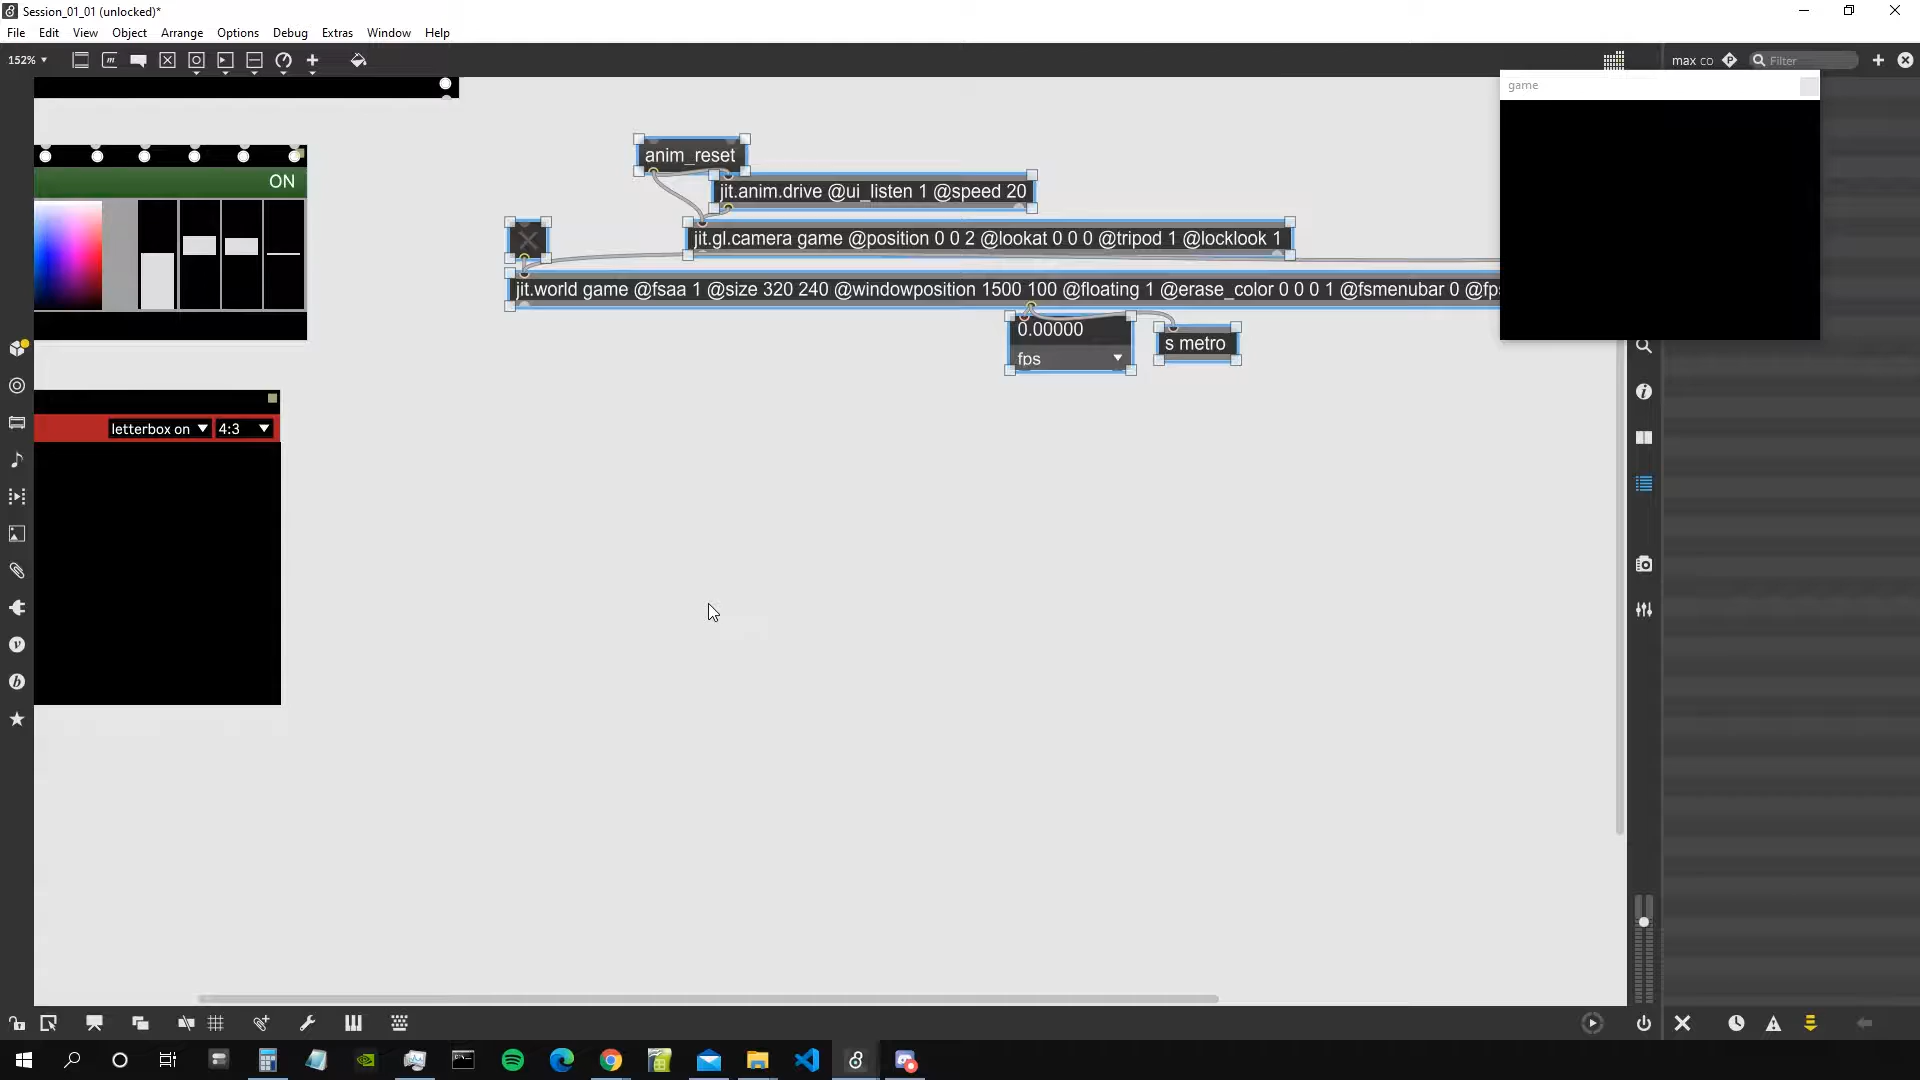 Session_01_01 (unlocked)*
File Edit View Object Arrange Options Debug Extras Window Help
152%
max co
Filter
game
anim_reset
ON
jit.anim.drive @ui_listen 1 @speed 20
jit.gl.camera game @position 0 0 2 @lookat 0 0 0 @tripod 1 @locklook 1
jit.world game @fsaa 1 @size 320 240 @windowposition 1500 100 @floating 1 @erase_color 0 0 0 1 @fsmenubar 0 @fps
0.00000
s metro
fps
letterbox on 4:3